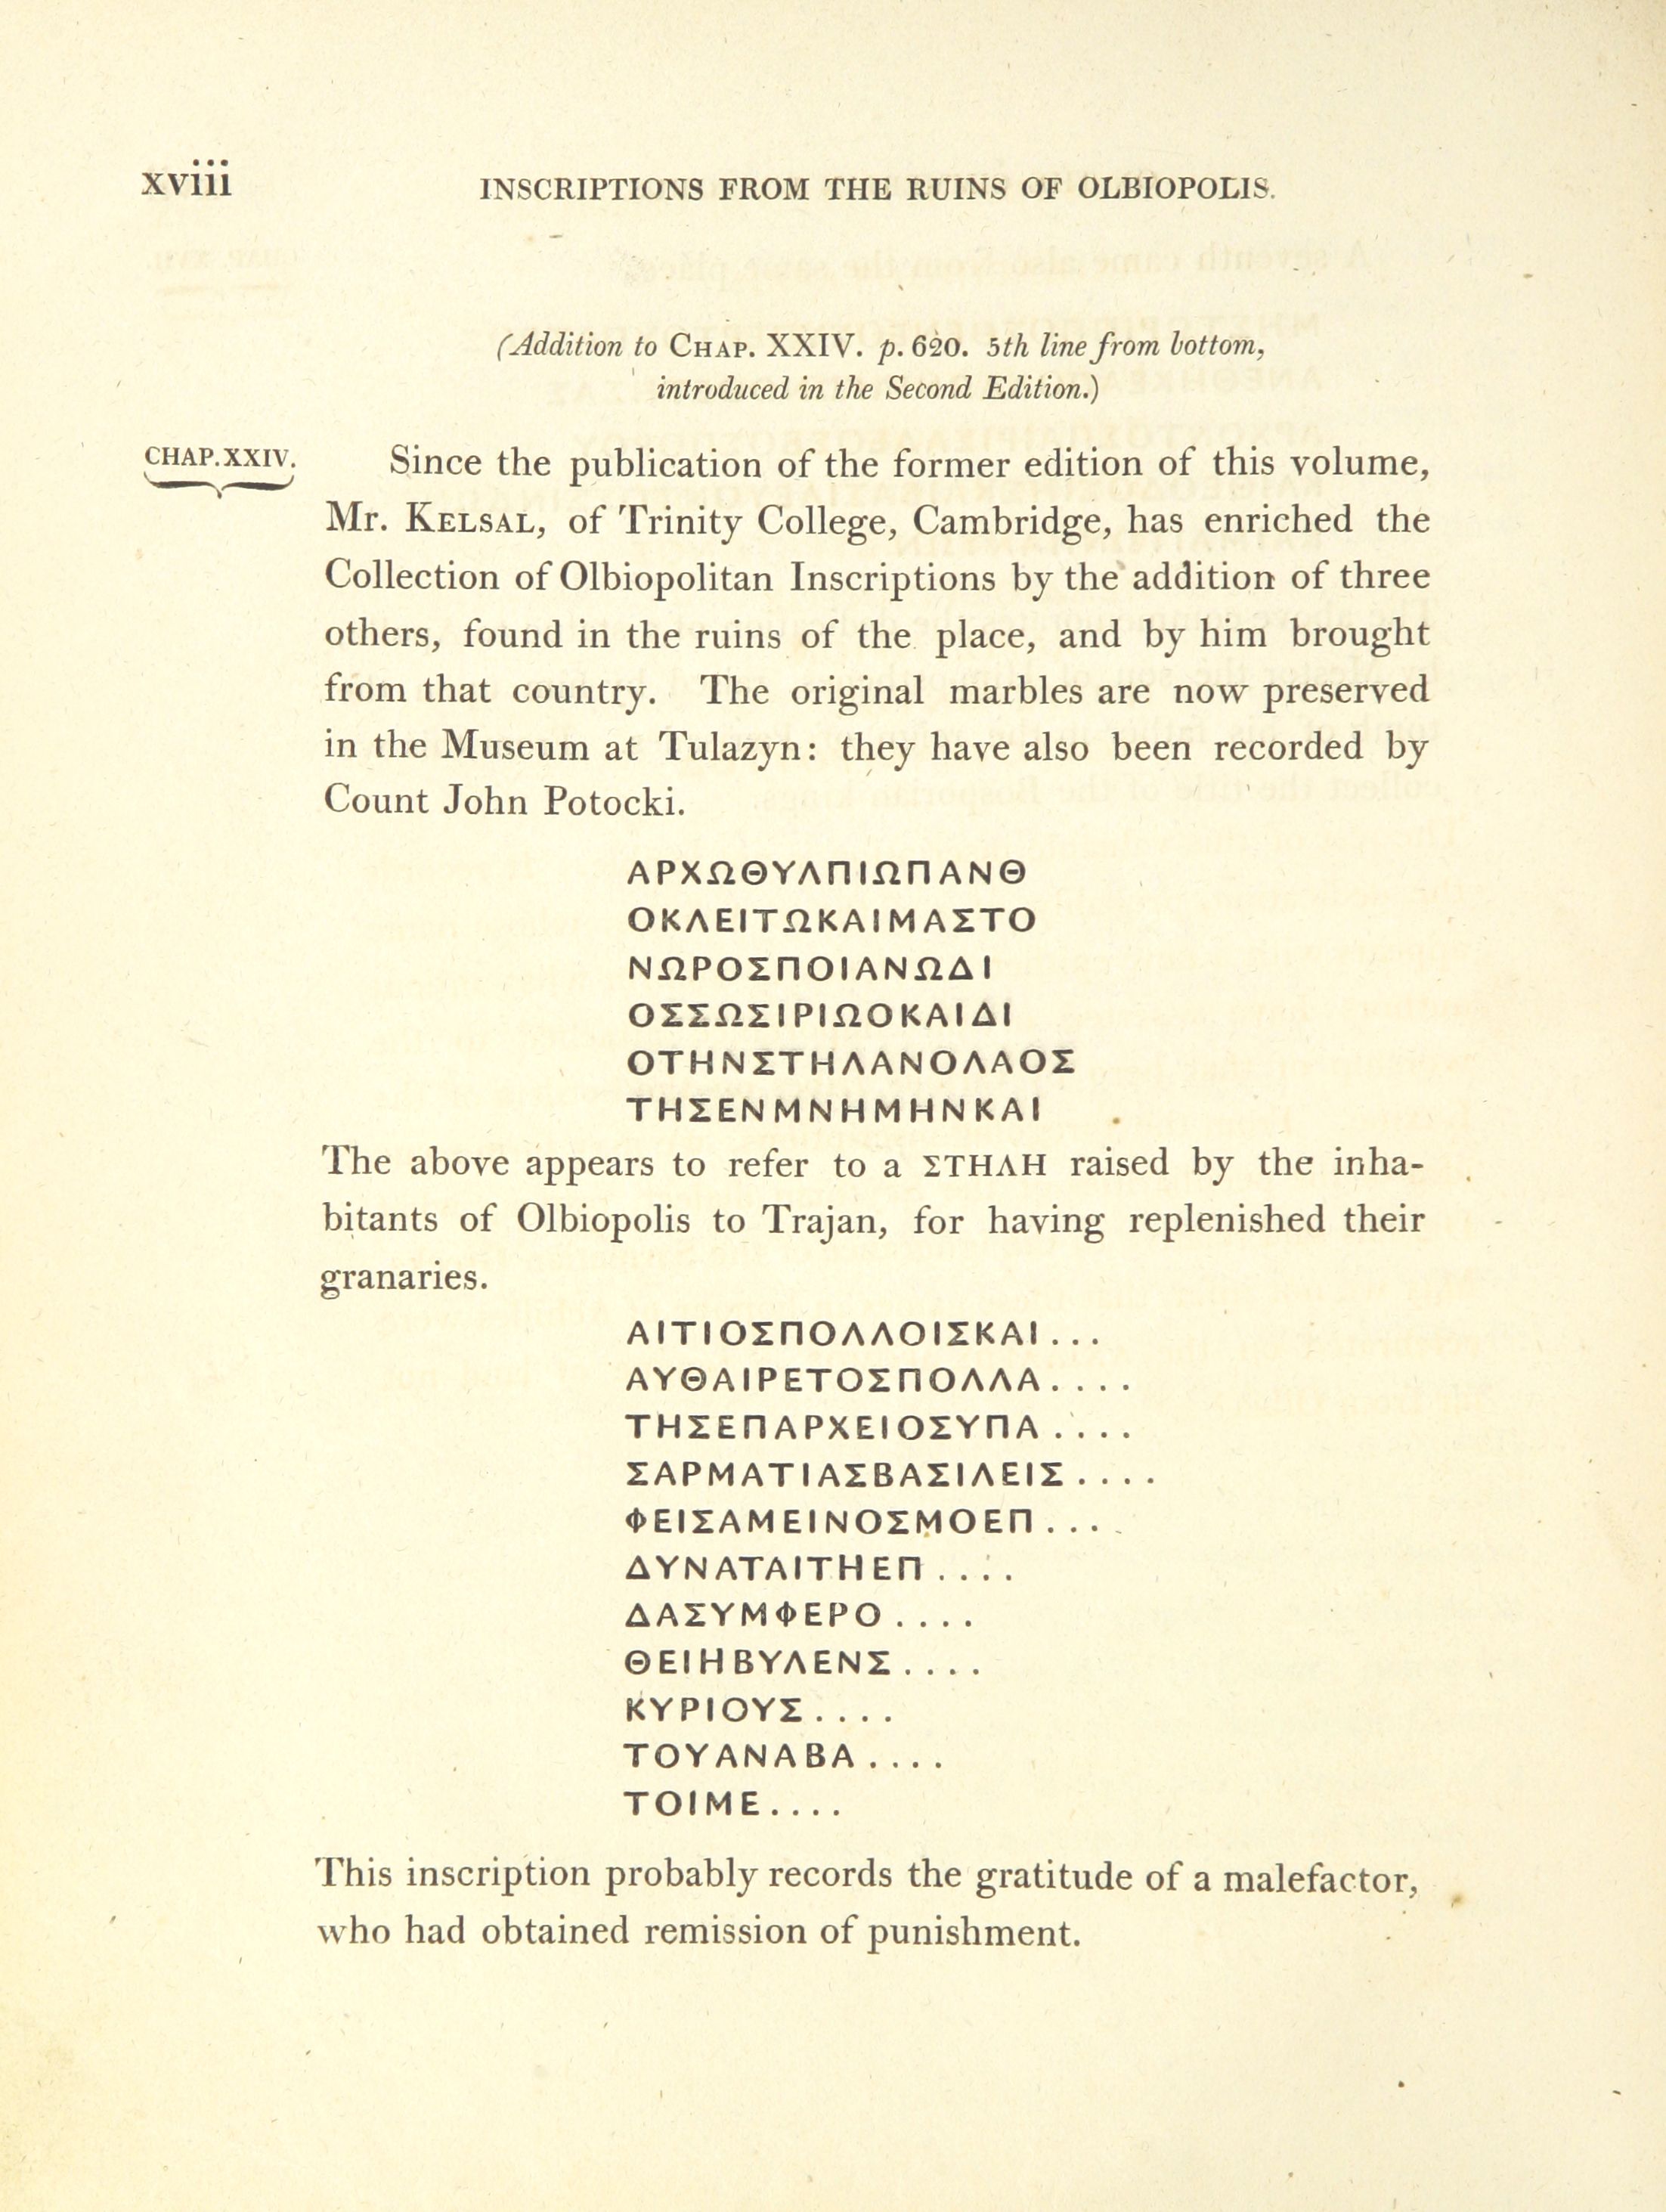 xviii INSCRIPTIONS FROM THE RUINS OF OLBIOPOLIS.
(Addition to CHAP. XXIV. p. 620. 5th line from bottom,
introduced in the Second Edition.)
CHAP. XXIV.
Since the publication of the former edition of this volume,
Mr. KELSAL, of Trinity College, Cambridge, has enriched the
Collection of Olbiopolitan Inscriptions by the addition of three
others, found in the ruins of the place, and by him brought
from that country. The original marbles are now preserved
in the Museum at Tulazyn: they have also been recorded by
Count John Potocki.
ΑΡΧΩΘΥΛΠΙΩΠΑΝΘ
ΟΚΛΕΙΤΩΚΑΙΜΑΣΤΟ
ΝΩΡΟΣΠΟΙΑΝΩΔΙ
ΟΣΣΩΣΙΡΙΩΟΚΑΙΔΙ
ΟΤΗΝΣΤΗΛΑΝΟΛΑΟΣ
ΤΗΣΕΝΜΝΗΜΗΝΚΑΙ
The above appears to refer to a ΣΤΗΛΗ raised by the inha-
bitants of Olbiopolis to Trajan, for having replenished their
granaries.
ΑΙΤΙΟΣΠΟΛΛΟΙΣΚΑΙ...
ΑΥΘΑΙΡΕΤΟΣΠΟΛΛΑ....
ΤΗΣΕΠΑΡΧΕΙΟΣΥΠΑ....
ΣΑΡΜΑΤΙΑΣΒΑΣΙΛΕΙΣ....
ΦΕΙΣΑΜΕΙΝΟΣΜΟΕΠ....
ΔΥΝΑΤΑΙΤΗΕΠ....
ΔΑΣΥΜΦΕΡΟ....
ΘΕΙΗΒΥΛΕΝΣ....
ΚΥΡΙΟΥΣ....
ΤΟΥΑΝΑΒΑ....
ΤΟΙΜΕ....
This inscription probably records the gratitude of a malefactor,
who had obtained remission of punishment.